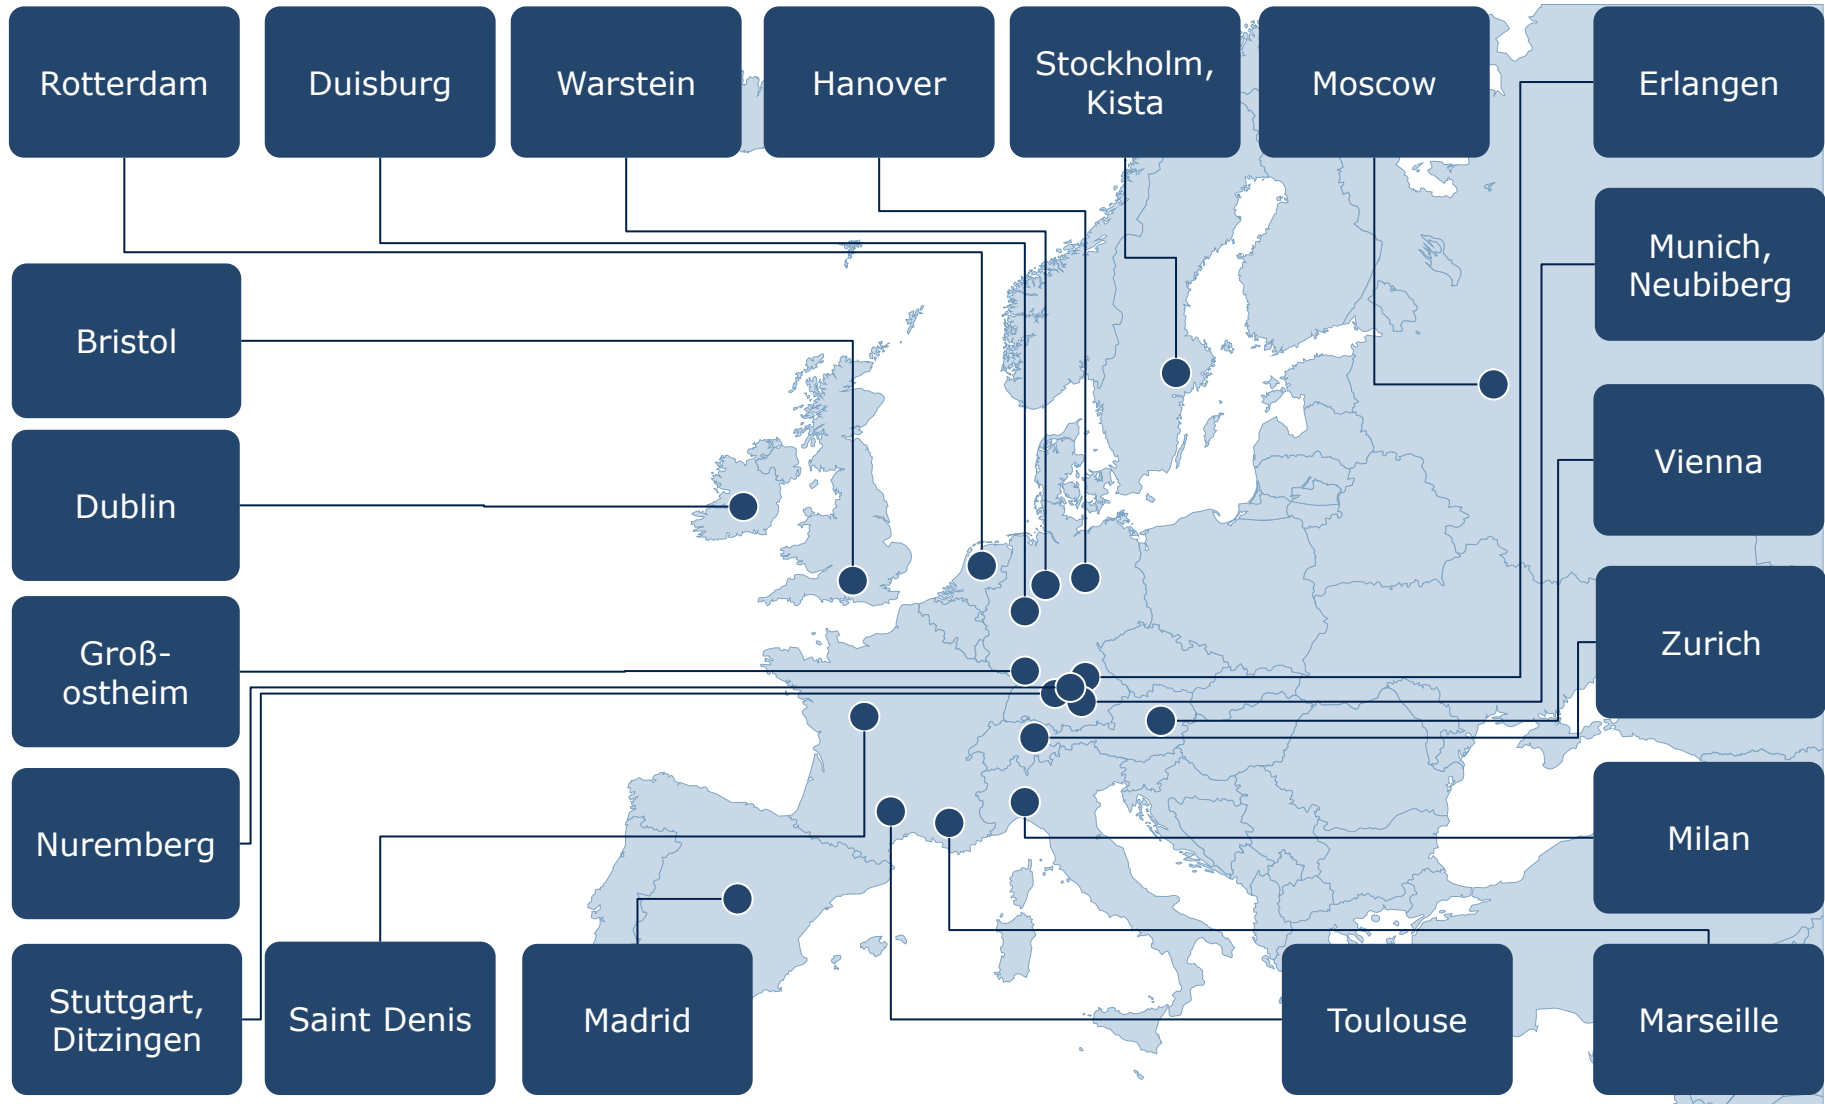 Rotterdam
Duisburg
Warstein
Hanover
Stockholm,
Kista
Moscow
Erlangen
Munich,
Neubiberg
Bristol
Vienna
Dublin
Zurich
Groß-
ostheim
Milan
Nuremberg
Stuttgart,
Ditzingen
Saint Denis
Madrid
Toulouse
Marseille